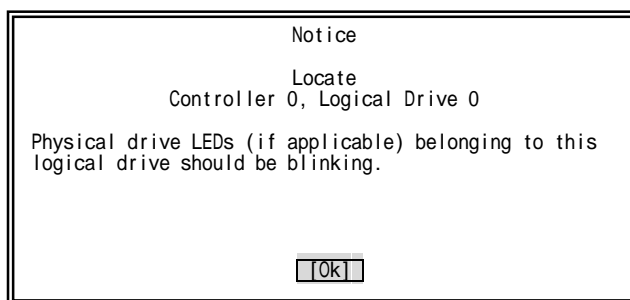 Notice
Locate
Controller 0, Logical Drive 0
Physical drive LEDs (if applicable) belonging to this
logical drive should be blinking.
[Ok]